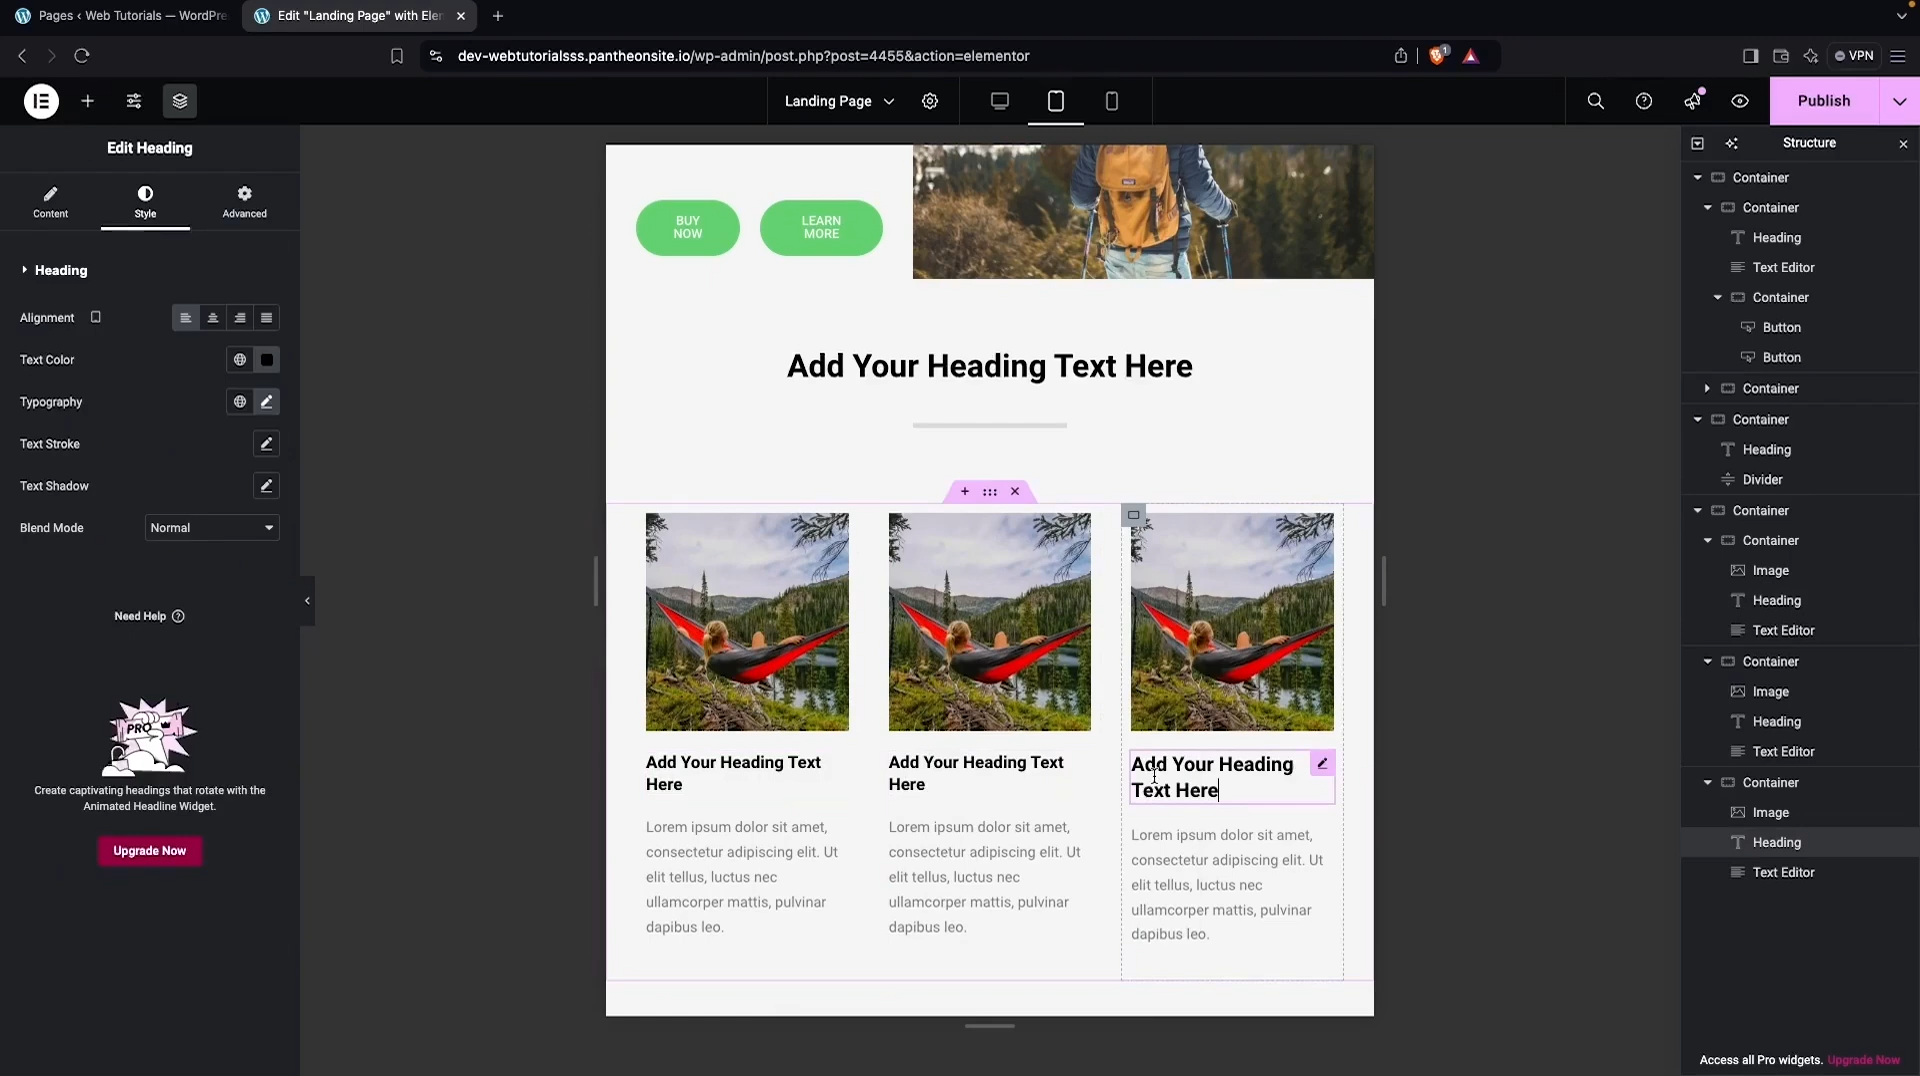 Pages ‹ Web Tutorials — WordPre
Edit "Landing Page" with Ele
dev-webtutorialsss.pantheonsite.io/wp-admin/post.php?post=4455&action=elementor
1
VPN
Landing Page
Publish
Edit Heading
Content
Style
Advanced
Heading
Alignment
Text Color
Typography
Text Stroke
Text Shadow
Blend Mode
Normal
Need Help
PRO
Create captivating headings that rotate with the
Animated Headline Widget.
Upgrade Now
BUY
NOW
LEARN
MORE
Add Your Heading Text Here
Add Your Heading Text
Here
Lorem ipsum dolor sit amet,
consectetur adipiscing elit. Ut
elit tellus, luctus nec
ullamcorper mattis, pulvinar
dapibus leo.
Add Your Heading Text
Here
Lorem ipsum dolor sit amet,
consectetur adipiscing elit. Ut
elit tellus, luctus nec
ullamcorper mattis, pulvinar
dapibus leo.
Add Your Heading
Text Here
Lorem ipsum dolor sit amet,
consectetur adipiscing elit. Ut
elit tellus, luctus nec
ullamcorper mattis, pulvinar
dapibus leo.
Structure
Container
Container
Heading
Text Editor
Container
Button
Button
Container
Container
Heading
Divider
Container
Container
Image
Heading
Text Editor
Container
Image
Heading
Text Editor
Container
Image
Heading
Text Editor
Access all Pro widgets. Upgrade Now